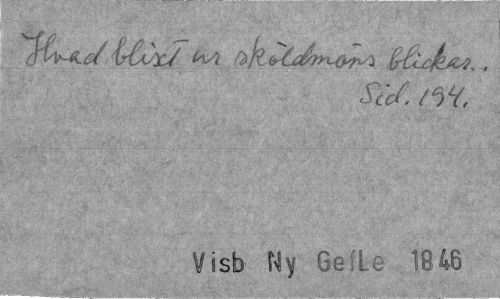 Hvad blixt ur sköldmöns blickar..
Sid. 194.
Visb Ny GefLe 1846